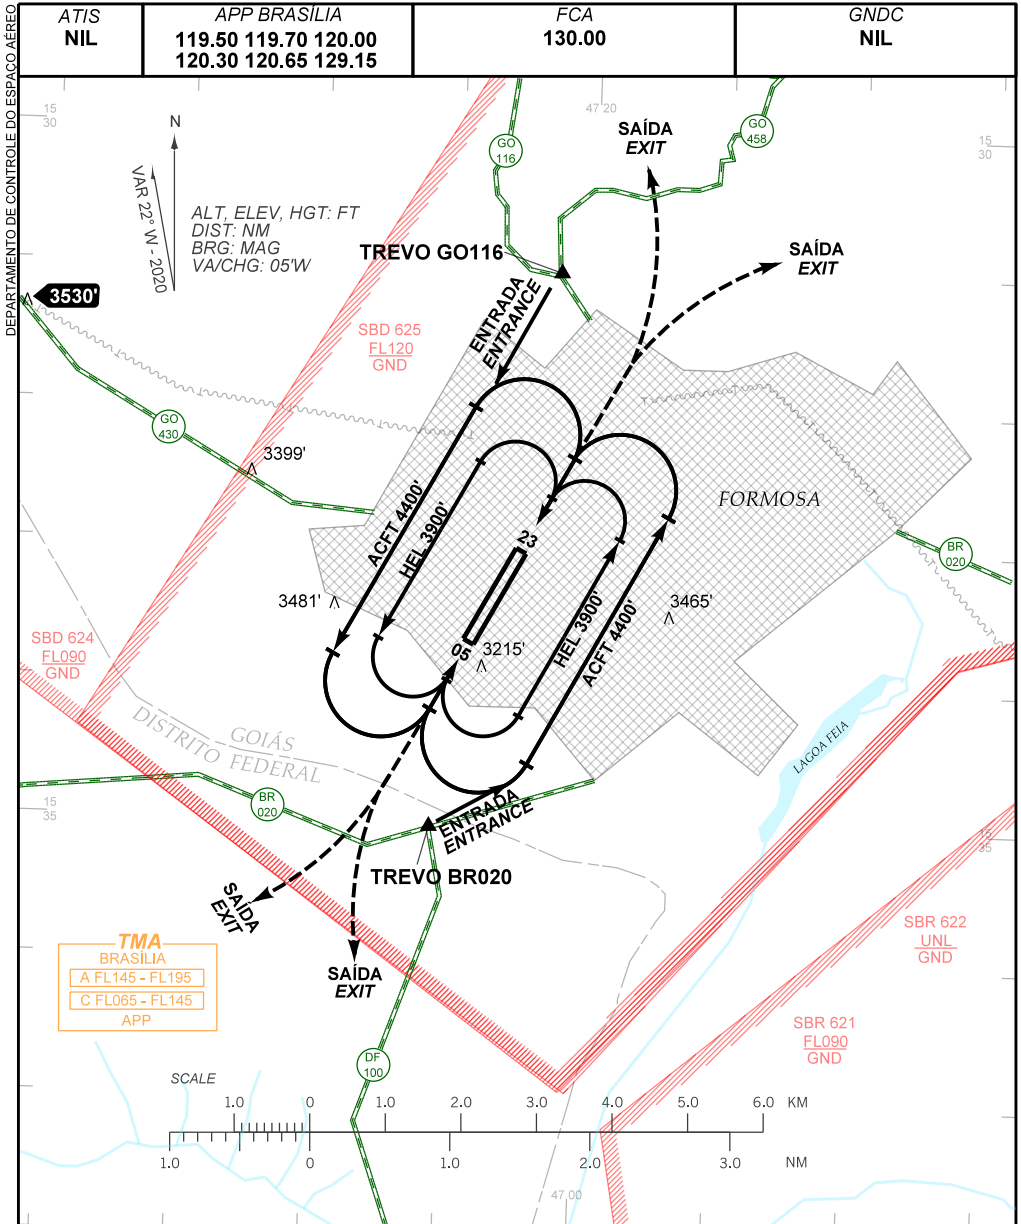 DEPARTAMENTO DE CONTROLE DO ESPAÇO AÉREO
ATIS
NIL
APP BRASÍLIA
119.50 119.70 120.00
120.30 120.65 129.15
FCA
130.00
GNDC
NIL
15
30
47 20
15
30
N
VAR 22° W - 2020
ALT, ELEV, HGT: FT
DIST: NM
BRG: MAG
VA/CHG: 05'W
GO
116
GO
458
SAÍDA
EXIT
SAÍDA
EXIT
TREVO GO116
3530'
ENTRADA
ENTRANCE
SBD 625
FL120
GND
GO
430
3399'
ACFT 4400'
HEL 3900'
23
FORMOSA
BR
020
3481'
3465'
05
3215'
HEL 3900'
ACFT 4400'
SBD 624
FL090
GND
GOIÁS
DISTRITO FEDERAL
LAGOA FEIA
15
35
BR
020
ENTRADA
ENTRANCE
15
35
TREVO BR020
SAÍDA
EXIT
SAÍDA
EXIT
SBR 622
UNL
GND
TMA
BRASÍLIA
A FL145 - FL195
C FL065 - FL145
APP
SBR 621
FL090
GND
DF
100
SCALE
1.0 0 1.0 2.0 3.0 4.0 5.0 6.0 KM
1.0 0 1.0 2.0 3.0 NM
47 00